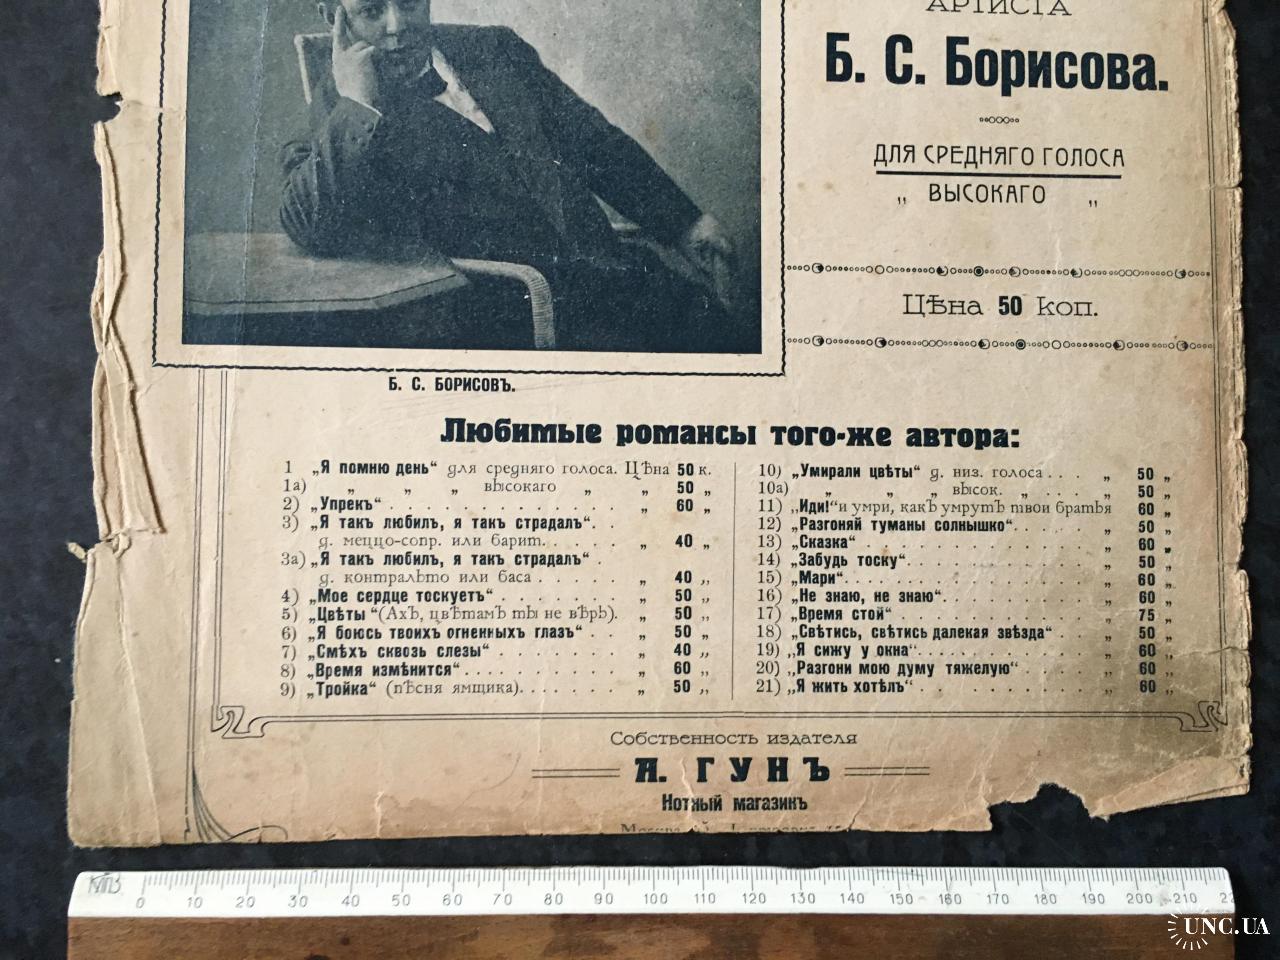 АРТИСТА
Б. С. Борисова.
ДЛЯ СРЕДНЯГО ГОЛОСА
„ ВЫСОКАГО „
Цѣна 50 коп.
Б. С. БОРИСОВЪ.
Любимые романсы того-же автора:
1 „Я помню день“ для средняго голоса. Цѣна 50 к.
1а) „ „ „ высокаго „ „ 50 „
2) „Упрекъ“ . . . . . . . . . . . . „ 60 „
3) „Я такъ любилъ, я такъ страдалъ“. .
д. меццо-сопр. или барит. . . . . . „ 40 „
3а) „Я такъ любилъ, я такъ страдалъ“ .
д. контральто или баса . . . . . „ 40 „
4) „Мое сердце тоскуетъ“ . . . . . . „ 50 „
5) „Цвѣты“ (Ахъ, цвѣтамъ ты не вѣрь). „ 50 „
6) „Я боюсь твоихъ огненныхъ глазъ“ . . „ 50 „
7) „Смѣхъ сквозь слезы“ . . . . . . „ 40 „
8) „Время измѣнится“ . . . . . . . . „ 60 „
9) „Тройка“ (пѣсня ямщика). . . . . . „ 50 „
10) „Умирали цвѣты“ д. низ. голоса . . . „ 50 „
10а) „ „ „ высок. „ . . . „ 50 „
11) „Иди!“ и умри, какъ умрутъ твои братья 60 „
12) „Разгоняй туманы солнышко“. . . . . „ 50 „
13) „Сказка“ . . . . . . . . . . . „ 60 „
14) „Забудь тоску“. . . . . . . . . „ 50 „
15) „Мари“. . . . . . . . . . . . „ 60 „
16) „Не знаю, не знаю“. . . . . . . . „ 60 „
17) „Время стой“ . . . . . . . . . . „ 75 „
18) „Свѣтись, свѣтись далекая звѣзда“ . . . „ 50 „
19) „Я сижу у окна“. . . . . . . . . „ 60 „
20) „Разгони мою думу тяжелую“ . . . . „ 60 „
21) „Я жить хотѣлъ“ . . . . . . . . . „ 60 „
Собственность издателя
А. ГУНЪ
Нотный магазинъ
0 10 20 30 40 50 60 70 80 90 100 110 120 130 140 150 160 170 180 190 200 210 22
UNC.UA